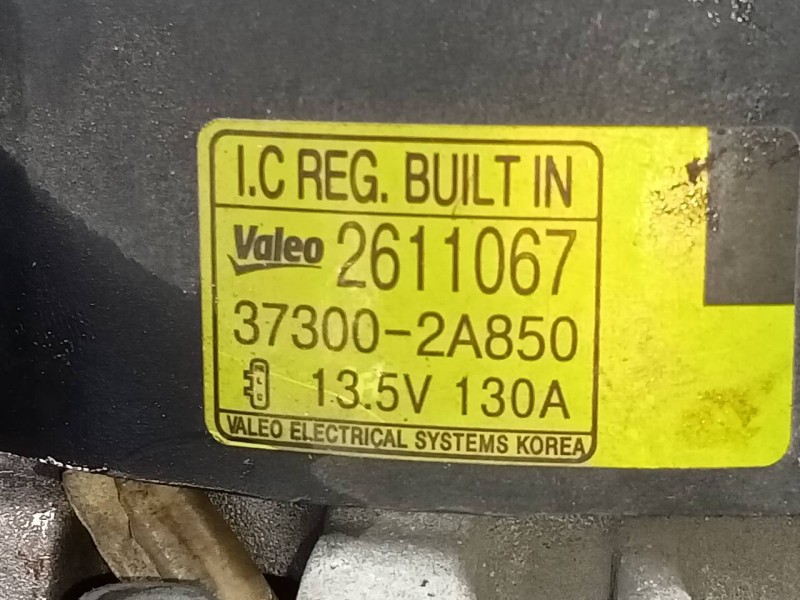 I.C REG. BUILT IN
Valeo 2611067
37300-2A850
13.5V 130A
VALEO ELECTRICAL SYSTEMS KOREA